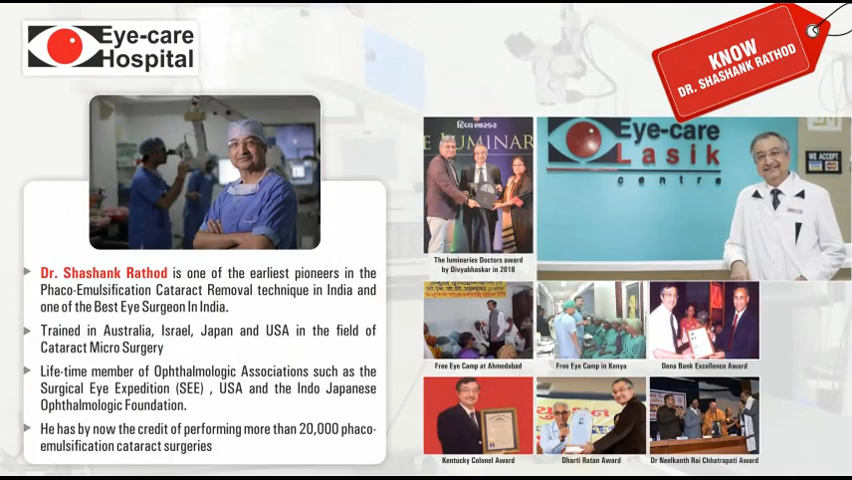 Eye-care
Hospital
KNOW
DR. SHASHANK RATHOD
Dr. Shashank Rathod is one of the earliest pioneers in the
Phaco-Emulsification Cataract Removal technique in India and
one of the Best Eye Surgeon In India.
Trained in Australia, Israel, Japan and USA in the field of
Cataract Micro Surgery
Life-time member of Ophthalmologic Associations such as the
Surgical Eye Expedition (SEE) , USA and the Indo Japanese
Ophthalmologic Foundation.
He has by now the credit of performing more than 20,000 phaco-
emulsification cataract surgeries
દિવ્ય ભાસ્કર
E LUMINAR
The luminaries Doctors award
by Divyabhaskar in 2018
Eye-care
Lasik
centre
WE ACCEPT
Free Eye Camp at Ahmedabad
Free Eye Camp in Kenya
Dena Bank Excellence Award
Kentucky Colonel Award
Dharti Ratan Award
Dr Neelkanth Rai Chhatrapati Award